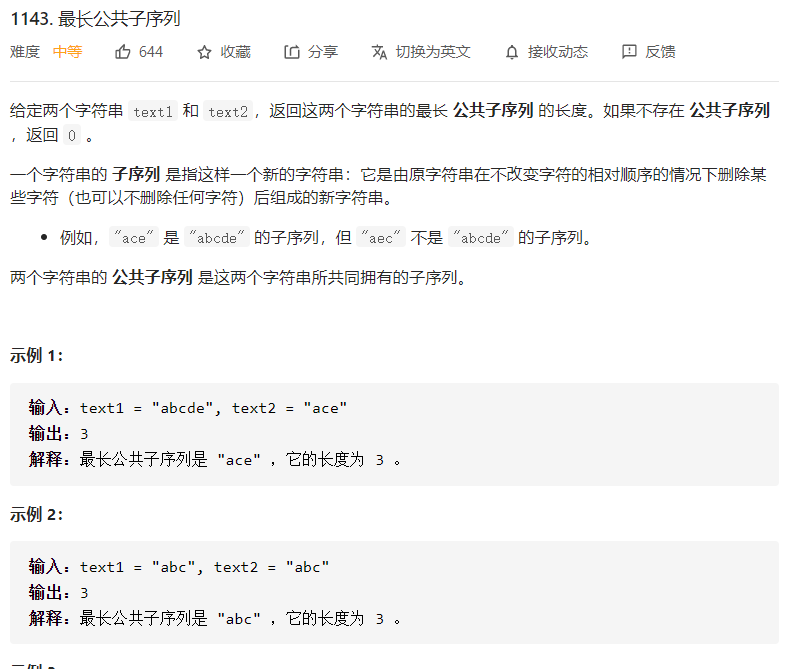 1143. 最长公共子序列
难度 中等 644 收藏 分享 切换为英文 接收动态 反馈
给定两个字符串 text1 和 text2，返回这两个字符串的最长 公共子序列 的长度。如果不存在 公共子序列
，返回 0 。
一个字符串的 子序列 是指这样一个新的字符串：它是由原字符串在不改变字符的相对顺序的情况下删除某
些字符（也可以不删除任何字符）后组成的新字符串。
• 例如，"ace" 是 "abcde" 的子序列，但 "aec" 不是 "abcde" 的子序列。
两个字符串的 公共子序列 是这两个字符串所共同拥有的子序列。
示例 1：
输入：text1 = "abcde", text2 = "ace"
输出：3
解释：最长公共子序列是 "ace" ，它的长度为 3 。
示例 2：
输入：text1 = "abc", text2 = "abc"
输出：3
解释：最长公共子序列是 "abc" ，它的长度为 3 。